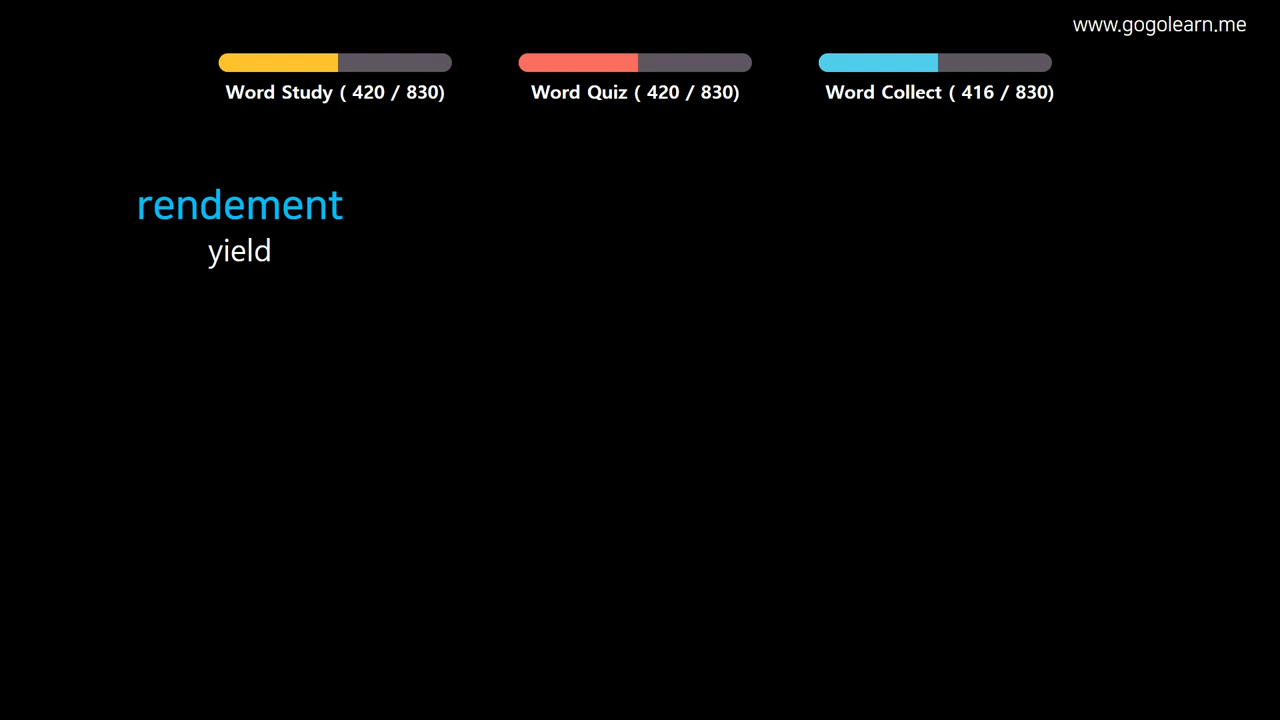 www.gogolearn.me
Word Study ( 420 / 830)
Word Quiz ( 420 / 830)
Word Collect ( 416 / 830)
rendement
yield